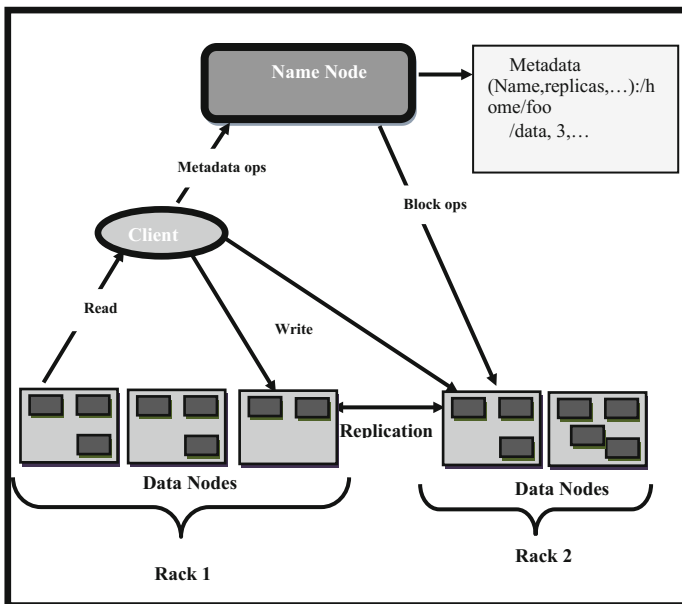 Name Node
Metadata
(Name,replicas,…):/h
ome/foo
/data, 3,…
Metadata ops
Block ops
Client
Read
Write
Replication
Data Nodes
Data Nodes
Rack 1
Rack 2